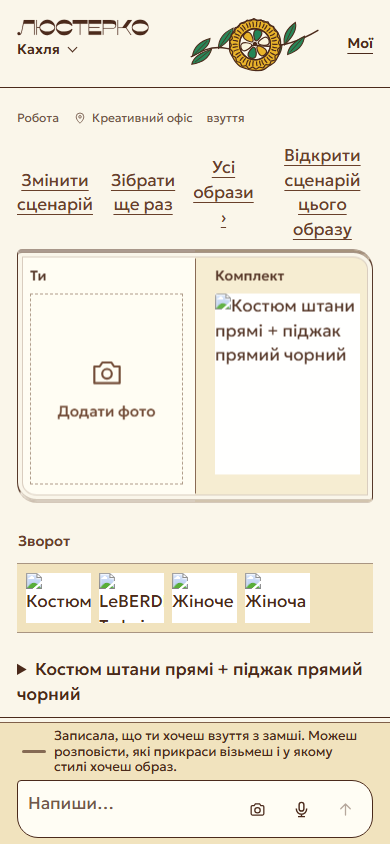 ЛЮСТЕРКО
Кахля
Мої
Робота Креативний офіс взуття
Змінити сценарій
Зібрати ще раз
Усі образи ›
Відкрити сценарій цього образу
Ти
Комплект
Додати фото
Костюм штани
прямі + піджак
прямий чорний
Зворот
Костюм
LeBERD
Жіноче
Жіноча
Костюм штани прямі + піджак прямий
чорний
Записала, що ти хочеш взуття з замші. Можеш
розповісти, які прикраси візьмеш і у якому
стилі хочеш образ.
Напиши...